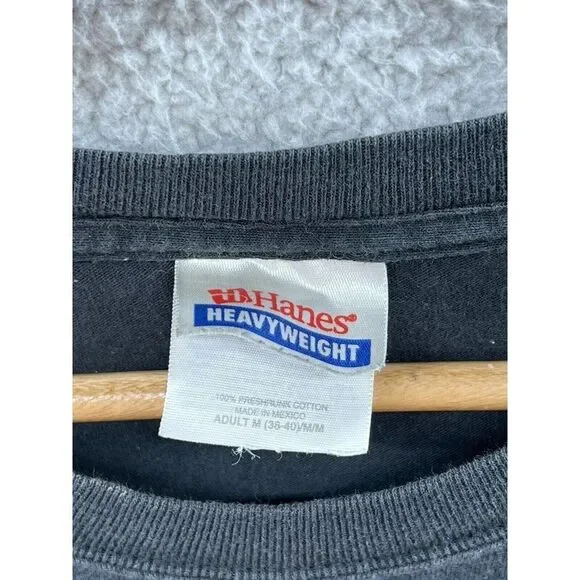 Hanes
HEAVYWEIGHT
100% PRESHRUNK COTTON
MADE IN MEXICO
ADULT M (38-40)/M/M